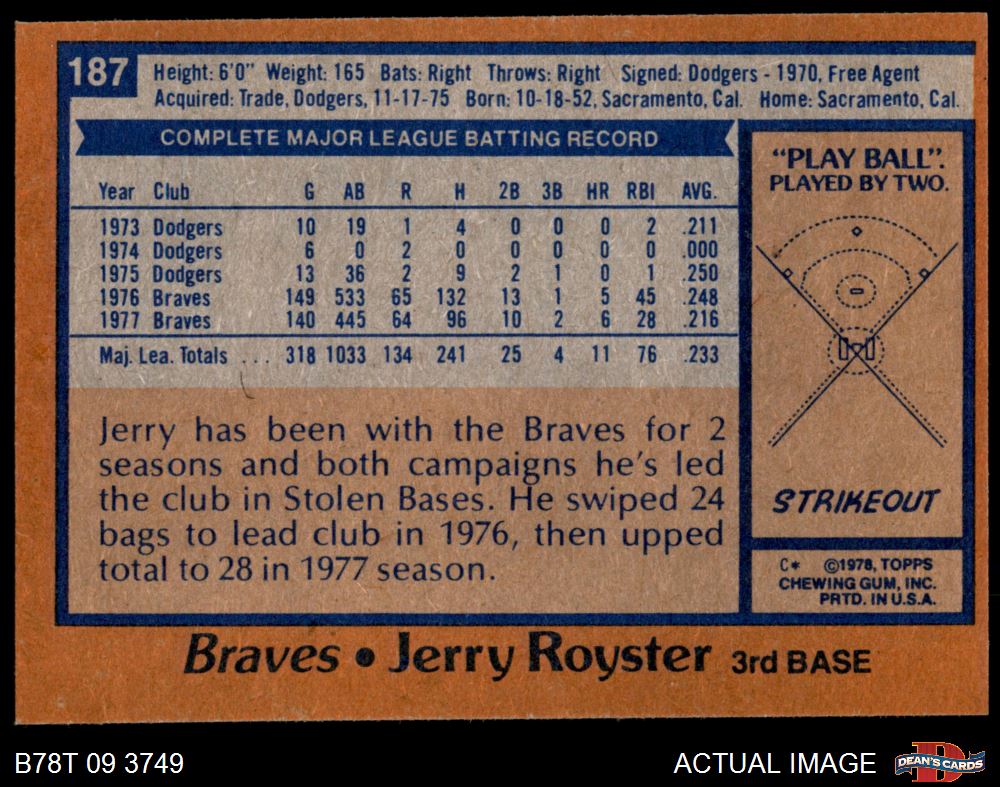 187
Height: 6'0" Weight: 165 Bats: Right Throws: Right Signed: Dodgers - 1970, Free Agent
Acquired: Trade, Dodgers, 11-17-75 Born: 10-18-52, Sacramento, Cal. Home: Sacramento, Cal.
COMPLETE MAJOR LEAGUE BATTING RECORD
Year Club G AB R H 2B 3B HR RBI AVG.
1973 Dodgers 10 19 1 4 0 0 0 2 .211
1974 Dodgers 6 0 2 0 0 0 0 0 .000
1975 Dodgers 13 36 2 9 2 1 0 1 .250
1976 Braves 149 533 65 132 13 1 5 45 .248
1977 Braves 140 445 64 96 10 2 6 28 .216
Maj. Lea. Totals ... 318 1033 134 241 25 4 11 76 .233
Jerry has been with the Braves for 2
seasons and both campaigns he's led
the club in Stolen Bases. He swiped 24
bags to lead club in 1976, then upped
total to 28 in 1977 season.
"PLAY BALL".
PLAYED BY TWO.
STRIKEOUT
C* ©1978, TOPPS
CHEWING GUM, INC.
PRTD. IN U.S.A.
Braves • Jerry Royster 3rd BASE
B78T 09 3749
ACTUAL IMAGE
D
DEAN'S CARDS